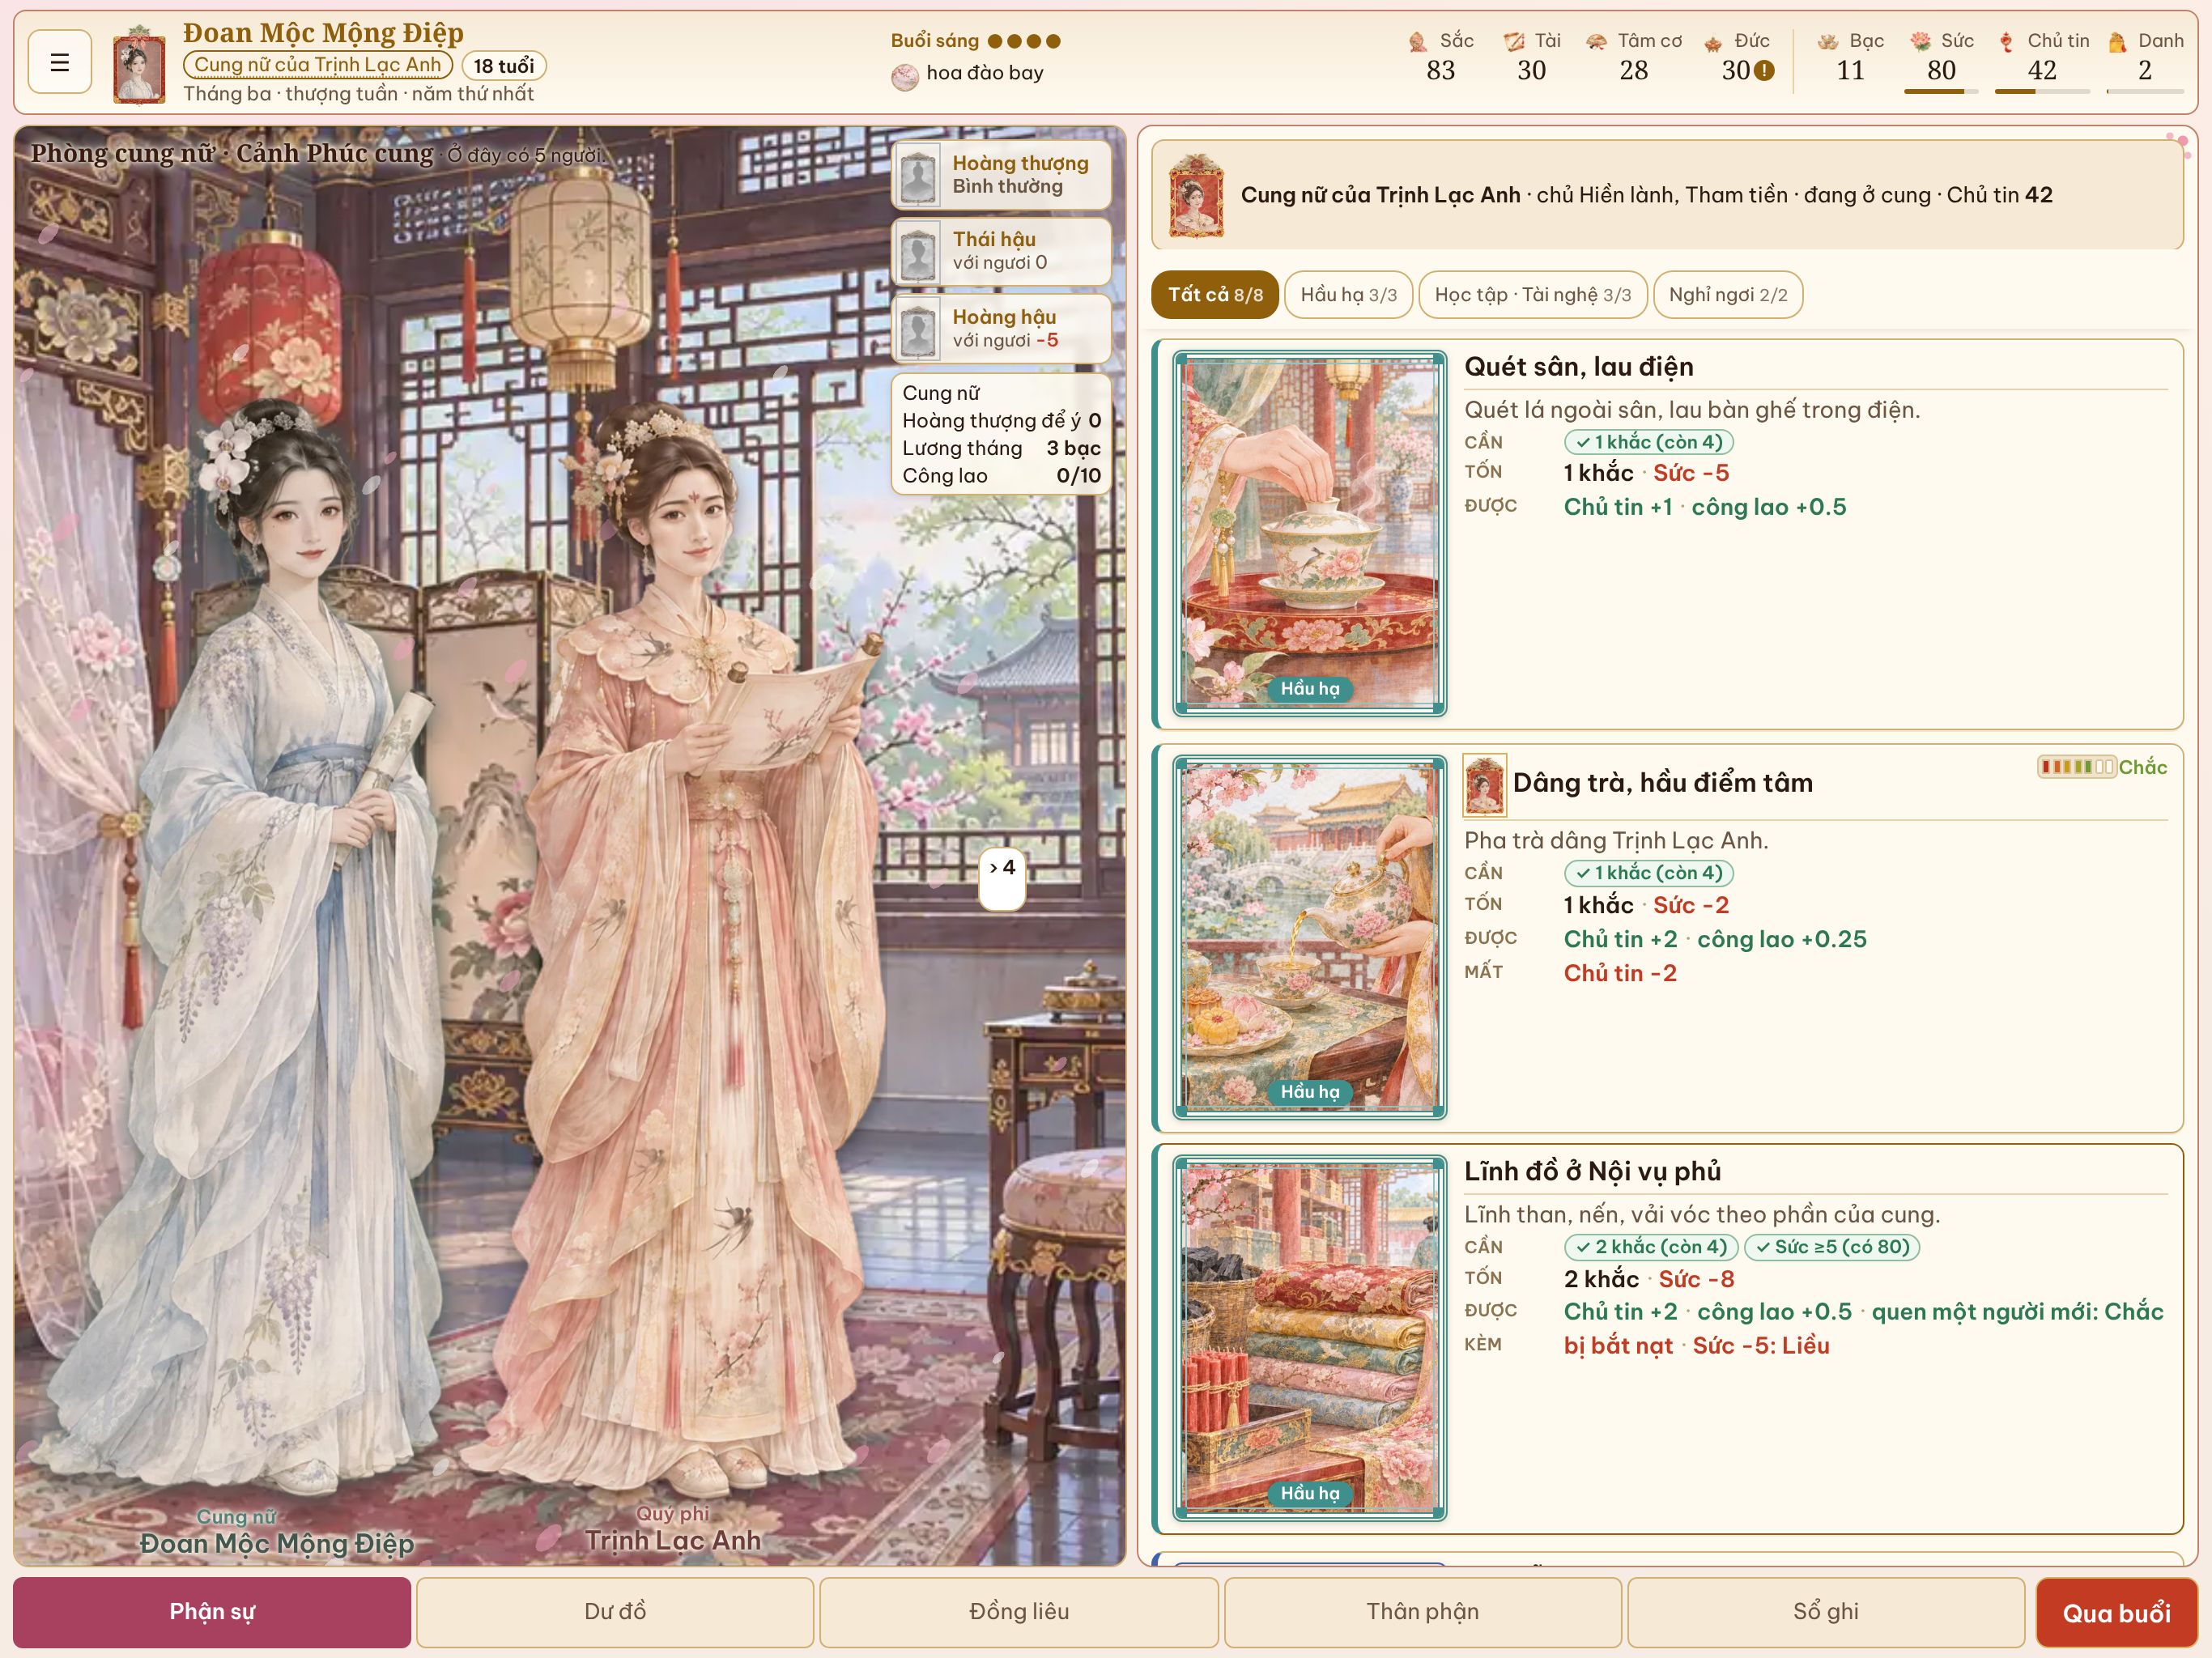 ☰
Đoan Mộc Mộng Điệp
Cung nữ của Trịnh Lạc Anh 18 tuổi
Tháng ba · thượng tuần · năm thứ nhất
Buổi sáng
hoa đào bay
Sắc 83
Tài 30
Tâm cơ 28
Đức 30 !
Bạc 11
Sức 80
Chủ tin 42
Danh 2
Phòng cung nữ · Cảnh Phúc cung · Ở đây có 5 người.
Hoàng thượng
Bình thường
Thái hậu
với ngươi 0
Hoàng hậu
với ngươi -5
Cung nữ
Hoàng thượng để ý 0
Lương tháng 3 bạc
Công lao 0/10
› 4
Cung nữ
Đoan Mộc Mộng Điệp
Quý phi
Trịnh Lạc Anh
Cung nữ của Trịnh Lạc Anh · chủ Hiền lành, Tham tiền · đang ở cung · Chủ tin 42
Tất cả 8/8
Hầu hạ 3/3
Học tập · Tài nghệ 3/3
Nghỉ ngơi 2/2
Hầu hạ
Quét sân, lau điện
Quét lá ngoài sân, lau bàn ghế trong điện.
CẦN ✓ 1 khắc (còn 4)
TỐN 1 khắc · Sức -5
ĐƯỢC Chủ tin +1 · công lao +0.5
Hầu hạ
Dâng trà, hầu điểm tâm
Chắc
Pha trà dâng Trịnh Lạc Anh.
CẦN ✓ 1 khắc (còn 4)
TỐN 1 khắc · Sức -2
ĐƯỢC Chủ tin +2 · công lao +0.25
MẤT Chủ tin -2
Hầu hạ
Lĩnh đồ ở Nội vụ phủ
Lĩnh than, nến, vải vóc theo phần của cung.
CẦN ✓ 2 khắc (còn 4) ✓ Sức ≥5 (có 80)
TỐN 2 khắc · Sức -8
ĐƯỢC Chủ tin +2 · công lao +0.5 · quen một người mới: Chắc
KÈM bị bắt nạt · Sức -5: Liều
Phận sự
Dư đồ
Đồng liêu
Thân phận
Sổ ghi
Qua buổi